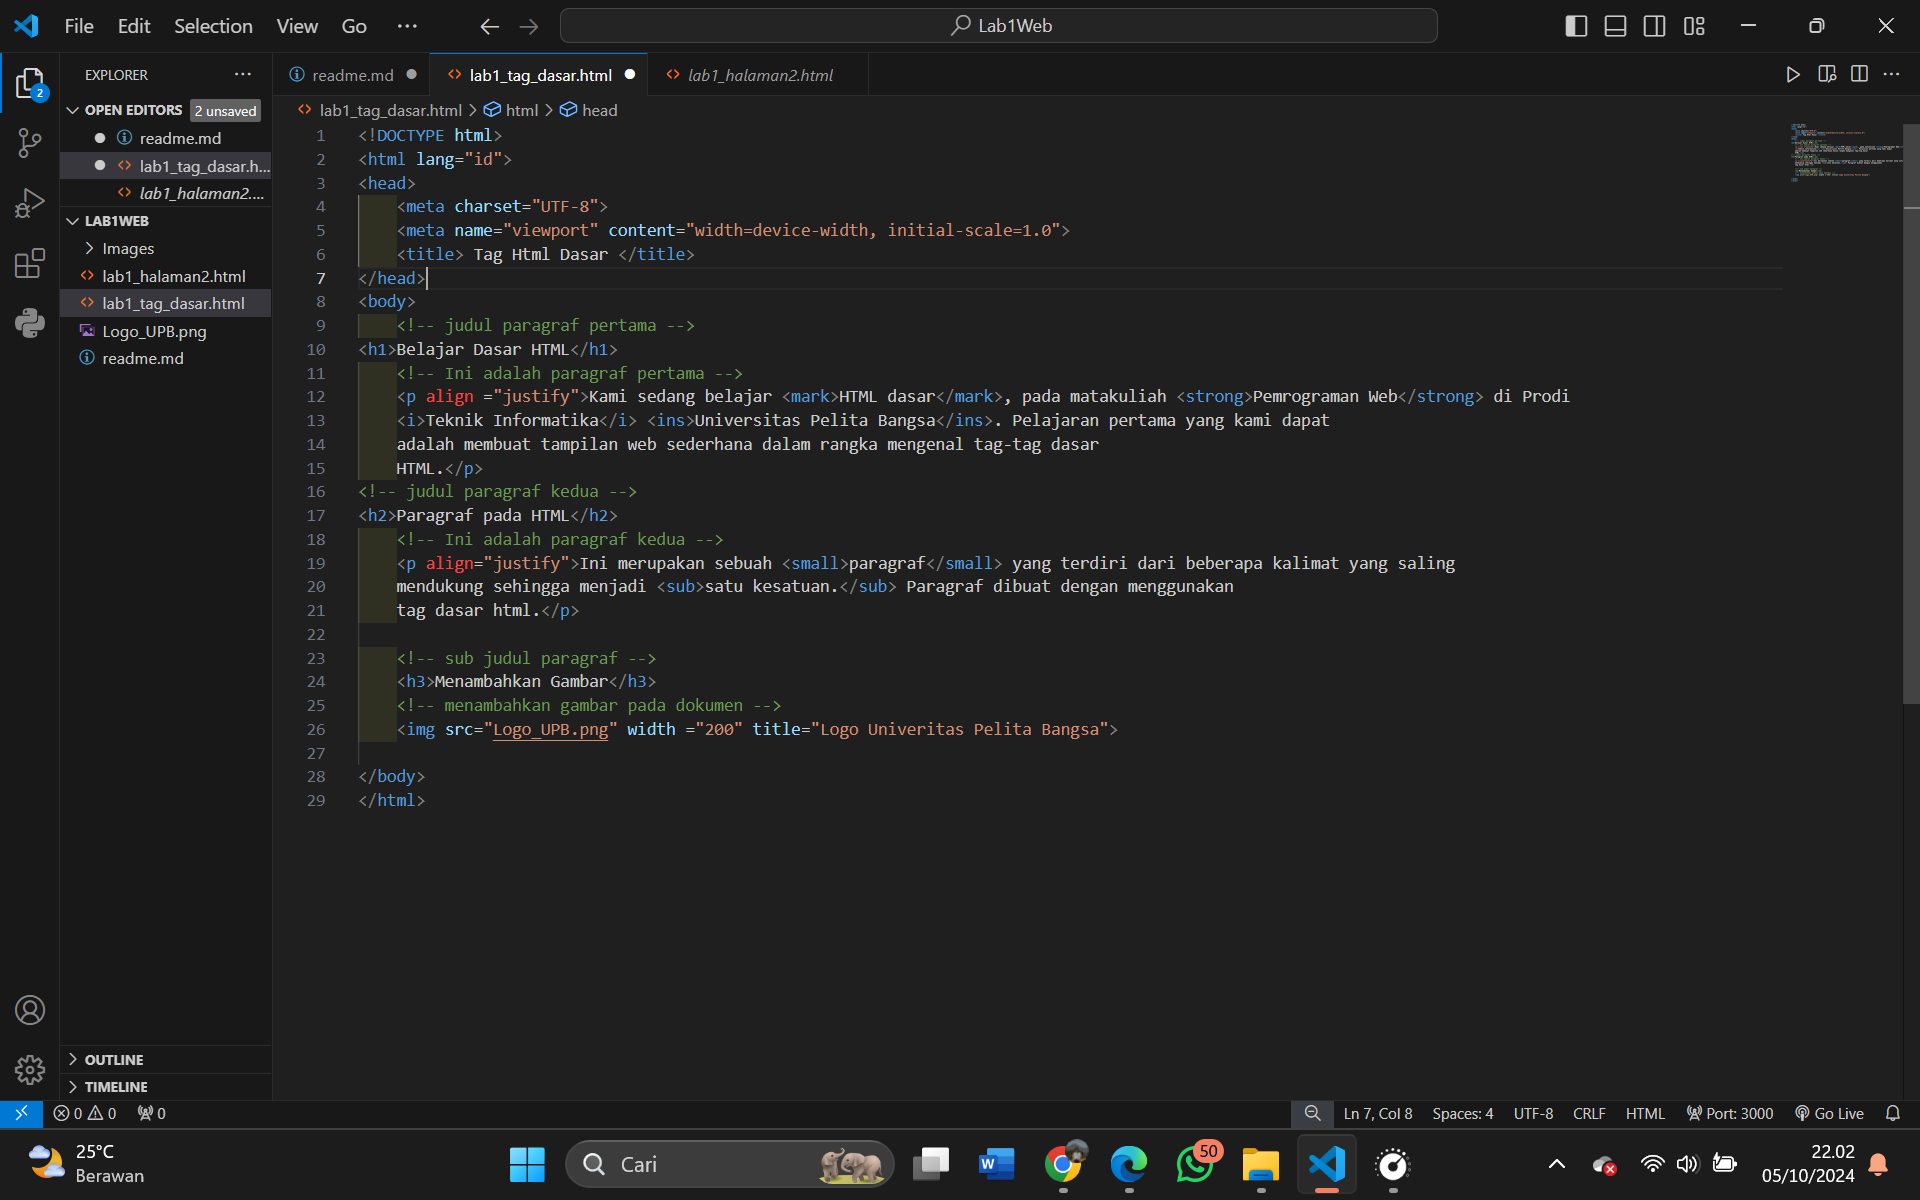 File Edit Selection View Go ··· Lab1Web
EXPLORER ···
OPEN EDITORS 2 unsaved
readme.md
lab1_tag_dasar.h...
lab1_halaman2....
LAB1WEB
Images
lab1_halaman2.html
lab1_tag_dasar.html
Logo_UPB.png
readme.md
OUTLINE
TIMELINE
2
readme.md lab1_tag_dasar.html lab1_halaman2.html
lab1_tag_dasar.html > html > head
1 <!DOCTYPE html>
2 <html lang="id">
3 <head>
4 <meta charset="UTF-8">
5 <meta name="viewport" content="width=device-width, initial-scale=1.0">
6 <title> Tag Html Dasar </title>
7 </head>
8 <body>
9 <!-- judul paragraf pertama -->
10 <h1>Belajar Dasar HTML</h1>
11 <!-- Ini adalah paragraf pertama -->
12 <p align ="justify">Kami sedang belajar <mark>HTML dasar</mark>, pada matakuliah <strong>Pemrograman Web</strong> di Prodi
13 <i>Teknik Informatika</i> <ins>Universitas Pelita Bangsa</ins>. Pelajaran pertama yang kami dapat
14 adalah membuat tampilan web sederhana dalam rangka mengenal tag-tag dasar
15 HTML.</p>
16 <!-- judul paragraf kedua -->
17 <h2>Paragraf pada HTML</h2>
18 <!-- Ini adalah paragraf kedua -->
19 <p align="justify">Ini merupakan sebuah <small>paragraf</small> yang terdiri dari beberapa kalimat yang saling
20 mendukung sehingga menjadi <sub>satu kesatuan.</sub> Paragraf dibuat dengan menggunakan
21 tag dasar html.</p>
22
23 <!-- sub judul paragraf -->
24 <h3>Menambahkan Gambar</h3>
25 <!-- menambahkan gambar pada dokumen -->
26 <img src="Logo_UPB.png" width ="200" title="Logo Univeritas Pelita Bangsa">
27
28 </body>
29 </html>
0 0 0 Ln 7, Col 8 Spaces: 4 UTF-8 CRLF HTML Port: 3000 Go Live
25°C
Berawan
Cari
50
22.02
05/10/2024